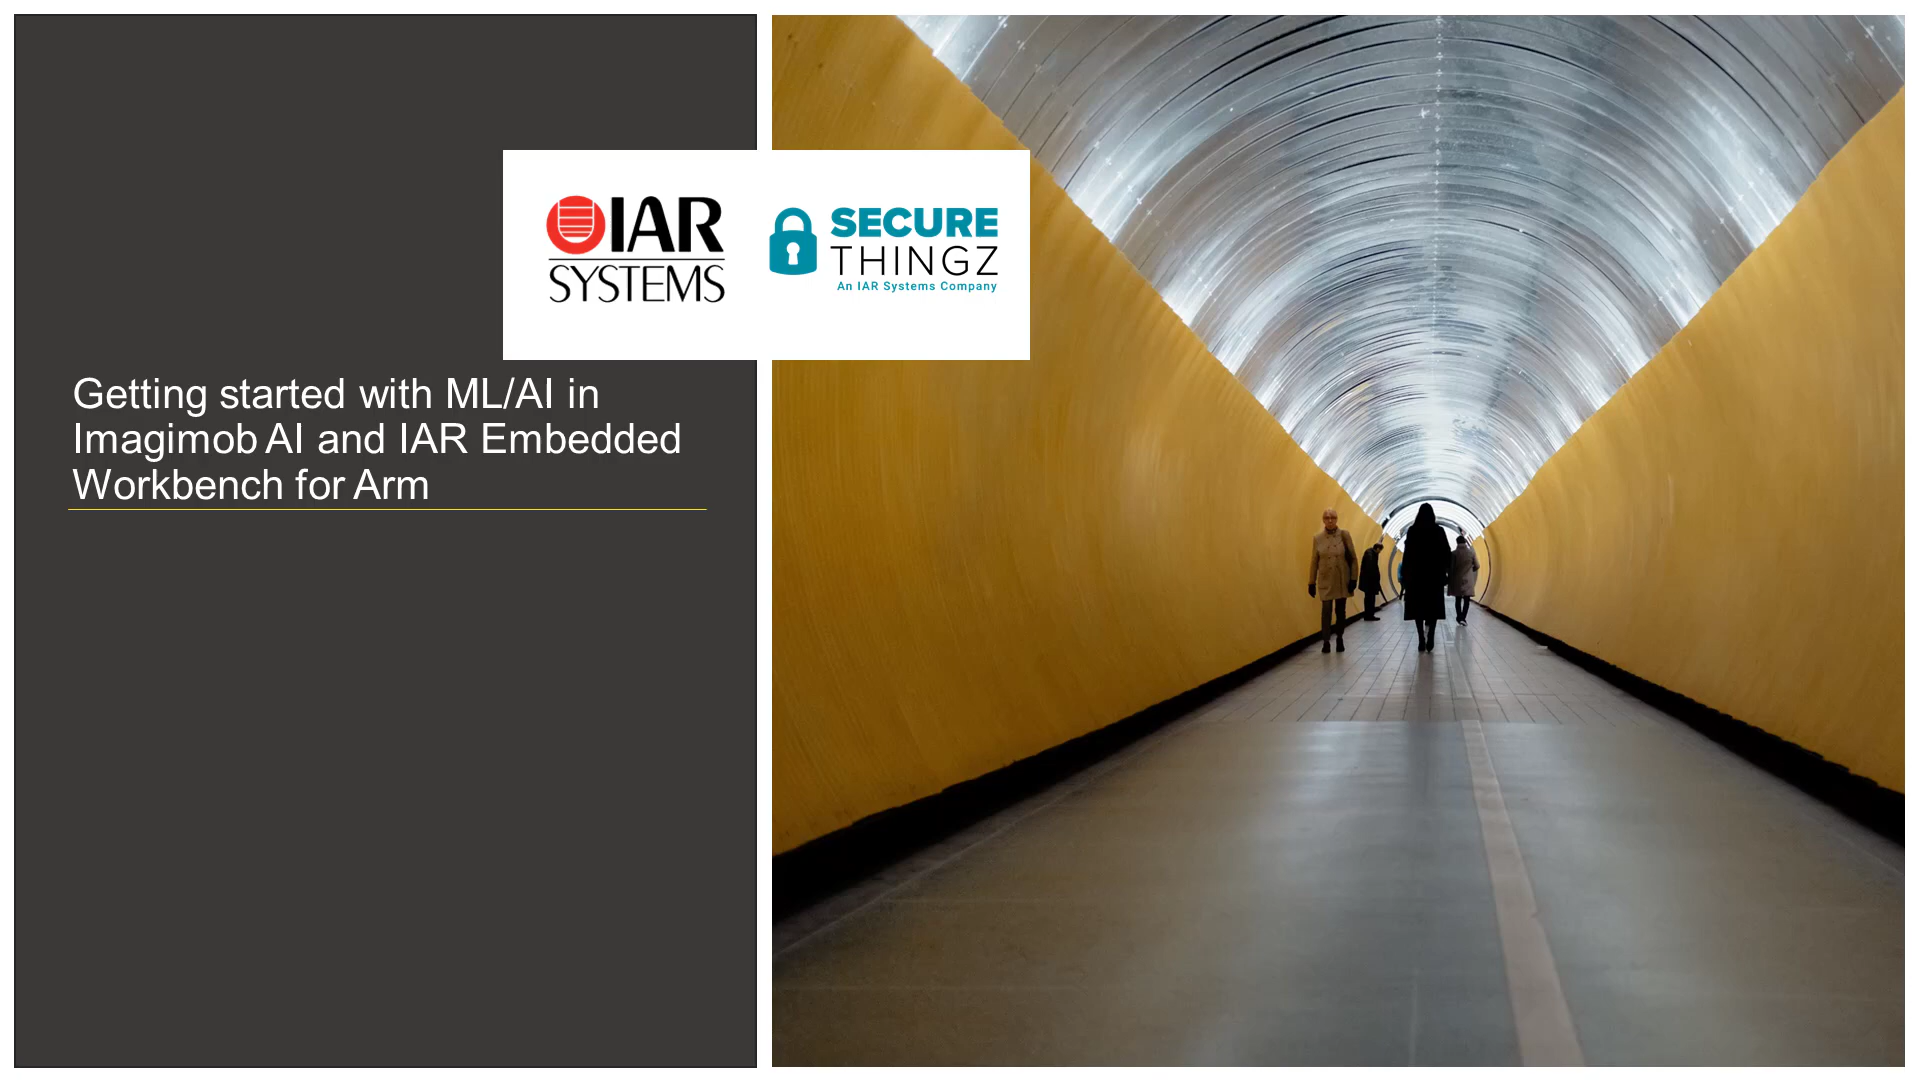 IAR
SYSTEMS
SECURE
THINGZ
An IAR Systems Company
Getting started with ML/AI in
Imagimob AI and IAR Embedded
Workbench for Arm